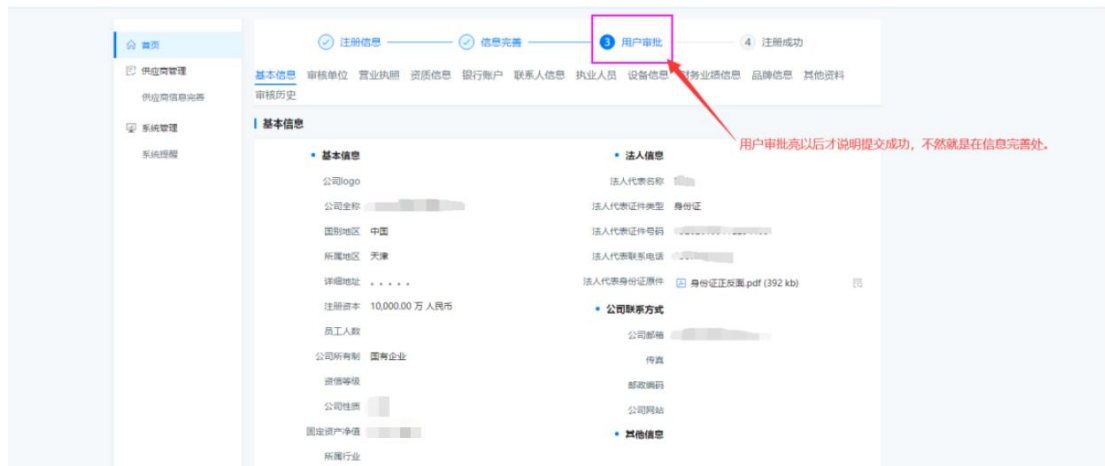 首页
供应商管理
供应商信息完善
系统管理
系统提醒
注册信息
信息完善
3 用户审批
4 注册成功
基本信息 审核单位 营业执照 资质信息 银行账户 联系人信息 执业人员 设备信息 财务业绩信息 品牌信息 其他资料
审核历史
用户审批亮以后才说明提交成功，不然就是在信息完善处。
基本信息
• 基本信息
公司logo
公司全称
国别地区 中国
所属地区 天津
详细地址 . . . . .
注册资本 10,000.00 万 人民币
员工人数
公司所有制 国有企业
资信等级
公司性质
固定资产净值
所属行业
• 法人信息
法人代表名称
法人代表证件类型 身份证
法人代表证件号码
法人代表联系电话
法人代表身份证原件 身份证正反面.pdf (392 kb)
• 公司联系方式
公司邮箱
传真
邮政编码
公司网站
• 其他信息